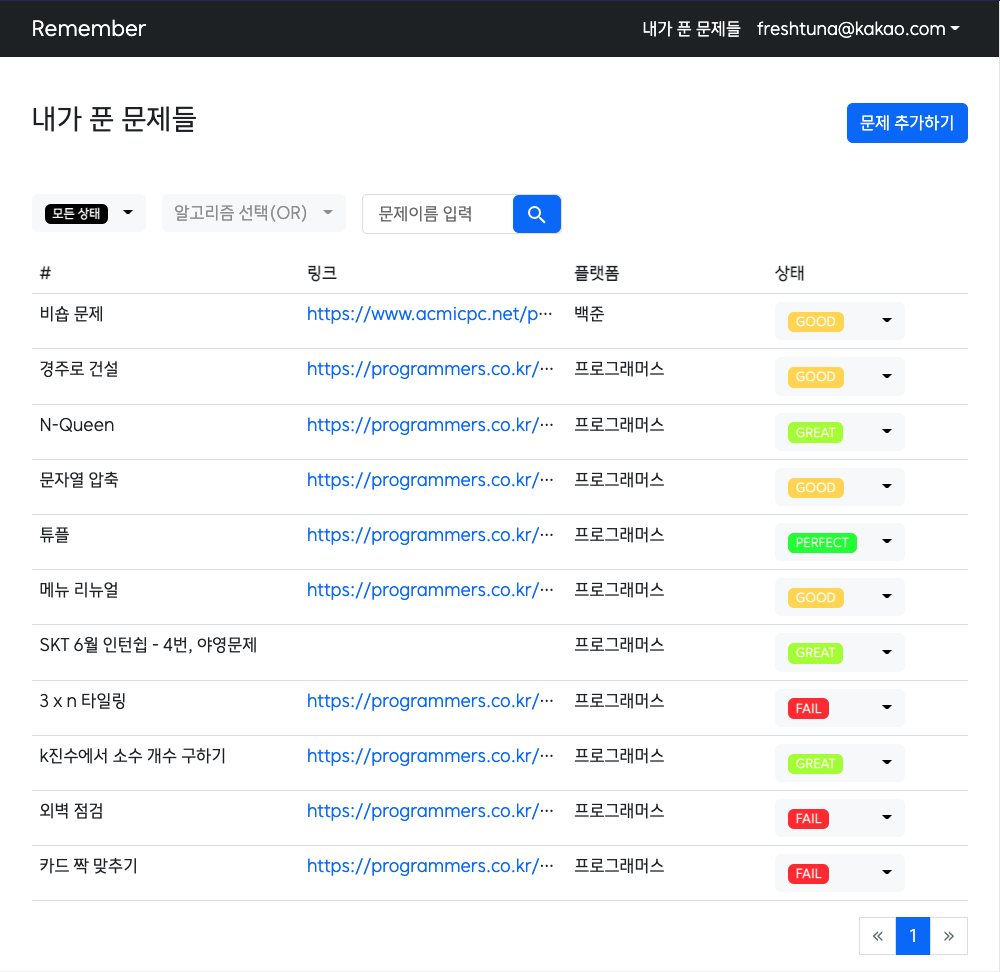 Remember 내가 푼 문제들 freshtuna@kakao.com
내가 푼 문제들 문제 추가하기
모든 상태 알고리즘 선택(OR) 문제이름 입력
# 링크 플랫폼 상태
비숍 문제 https://www.acmicpc.net/p… 백준 GOOD
경주로 건설 https://programmers.co.kr/… 프로그래머스 GOOD
N-Queen https://programmers.co.kr/… 프로그래머스 GREAT
문자열 압축 https://programmers.co.kr/… 프로그래머스 GOOD
튜플 https://programmers.co.kr/… 프로그래머스 PERFECT
메뉴 리뉴얼 https://programmers.co.kr/… 프로그래머스 GOOD
SKT 6월 인턴쉽 - 4번, 야영문제 프로그래머스 GREAT
3 x n 타일링 https://programmers.co.kr/… 프로그래머스 FAIL
k진수에서 소수 개수 구하기 https://programmers.co.kr/… 프로그래머스 GREAT
외벽 점검 https://programmers.co.kr/… 프로그래머스 FAIL
카드 짝 맞추기 https://programmers.co.kr/… 프로그래머스 FAIL
« 1 »